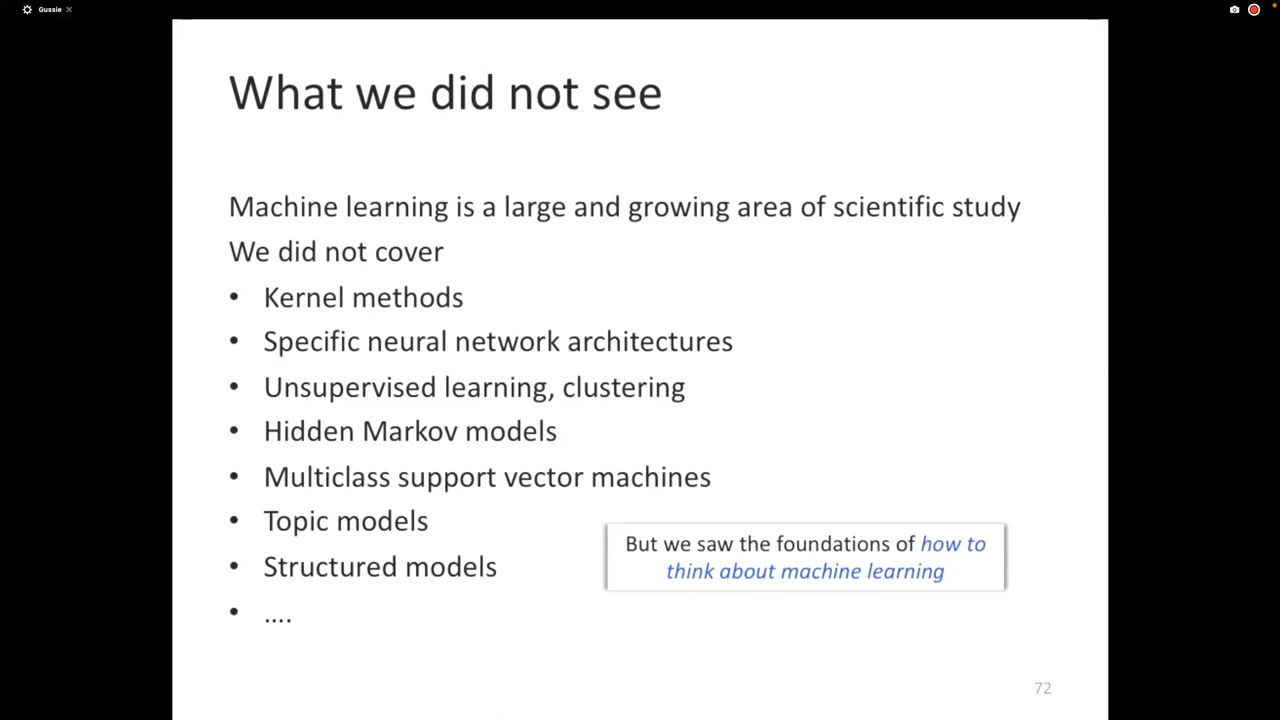 Gussie
What we did not see
Machine learning is a large and growing area of scientific study
We did not cover
• Kernel methods
• Specific neural network architectures
• Unsupervised learning, clustering
• Hidden Markov models
• Multiclass support vector machines
• Topic models
• Structured models
• ....
But we saw the foundations of how to
think about machine learning
72